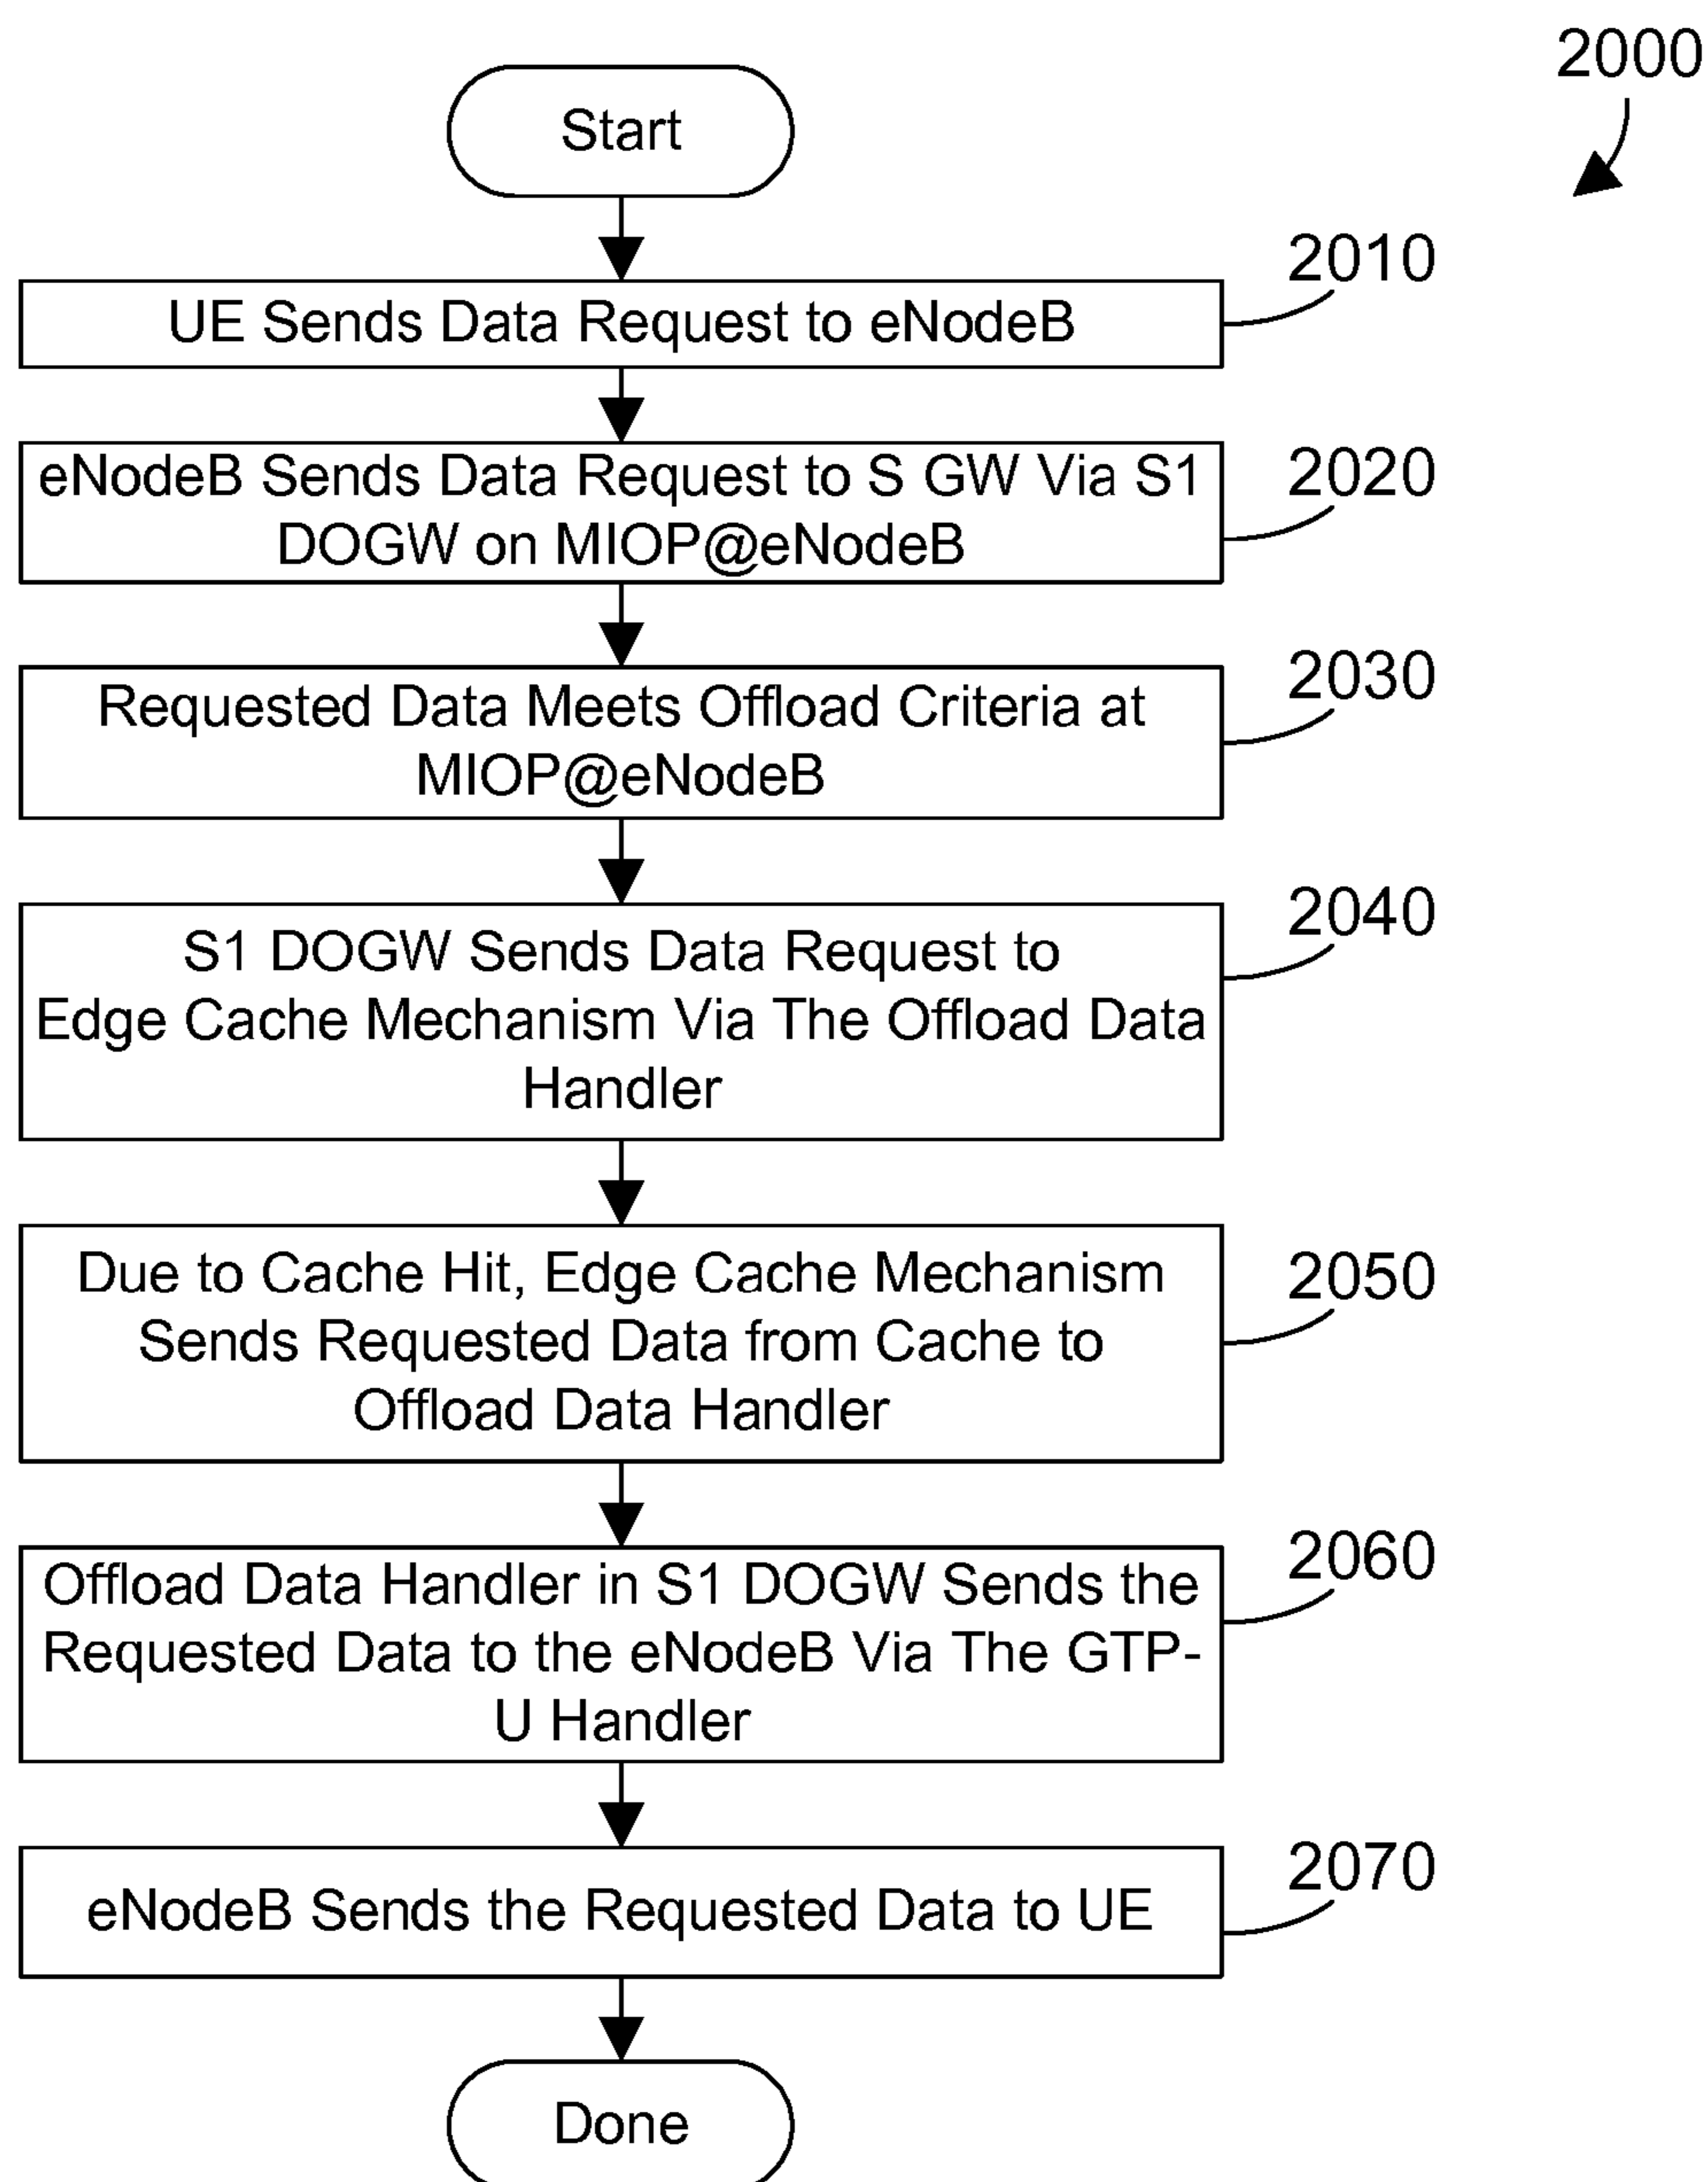 2000
Start
2010
UE Sends Data Request to eNodeB
2020
eNodeB Sends Data Request to S GW Via S1
DOGW on MIOP@eNodeB
2030
Requested Data Meets Offload Criteria at
MIOP@eNodeB
2040
S1 DOGW Sends Data Request to
Edge Cache Mechanism Via The Offload Data
Handler
2050
Due to Cache Hit, Edge Cache Mechanism
Sends Requested Data from Cache to
Offload Data Handler
2060
Offload Data Handler in S1 DOGW Sends the
Requested Data to the eNodeB Via The GTP-
U Handler
2070
eNodeB Sends the Requested Data to UE
Done